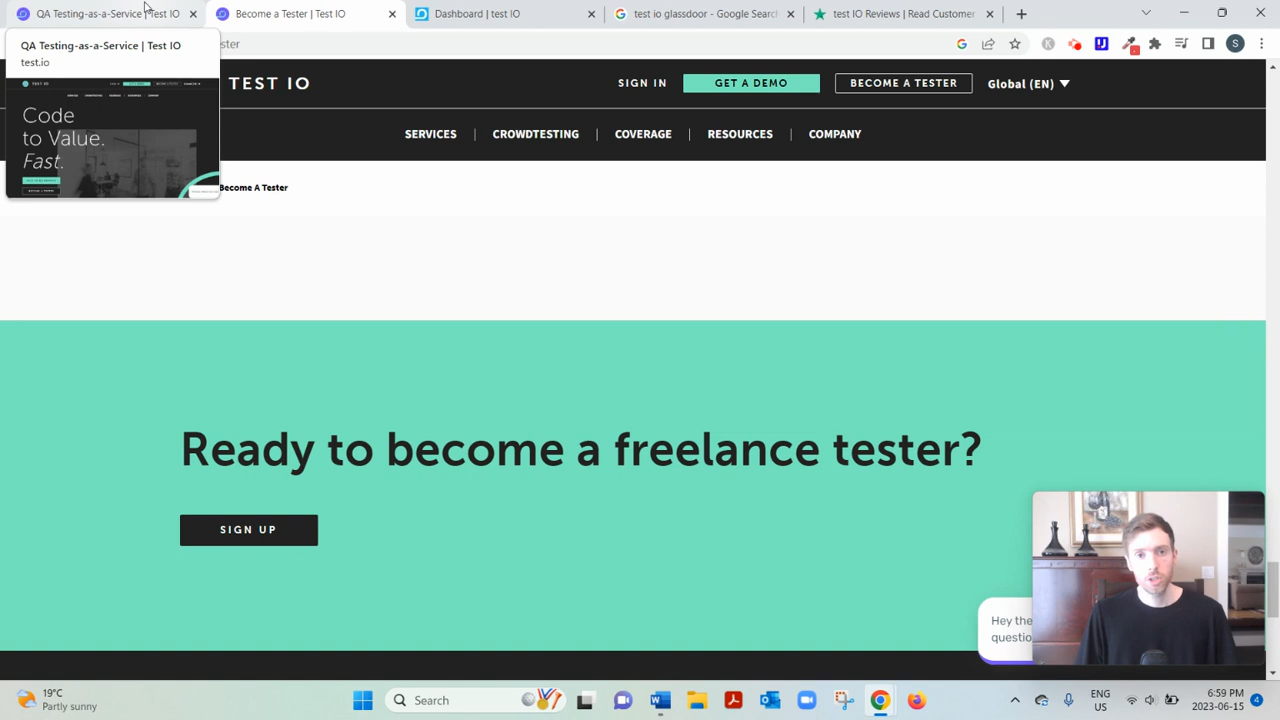 QA Testing-as-a-Service | Test IO
Become a Tester | Test IO
Dashboard | test IO
test io glassdoor - Google Search
test IO Reviews | Read Customer
QA Testing-as-a-Service | Test IO
test.io
ster
S
TEST IO
SIGN IN
GET A DEMO
BECOME A TESTER
Global (EN)
SERVICES
CROWDTESTING
COVERAGE
RESOURCES
COMPANY
Code
to Value.
Fast.
Become A Tester
Ready to become a freelance tester?
SIGN UP
Hey the
questio
19°C
Partly sunny
Search
ENG
US
6:59 PM
2023-06-15
4